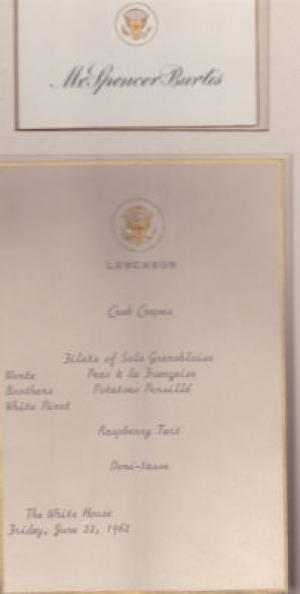 Mr. Spencer Burtis
LUNCHEON
Crab Crepes
Filets of Sole Grenobloise
Wente Peas à la Française
Brothers Potatoes Persillé
White Pinot
Raspberry Tart
Demi-tasse
The White House
Friday, June 22, 1962